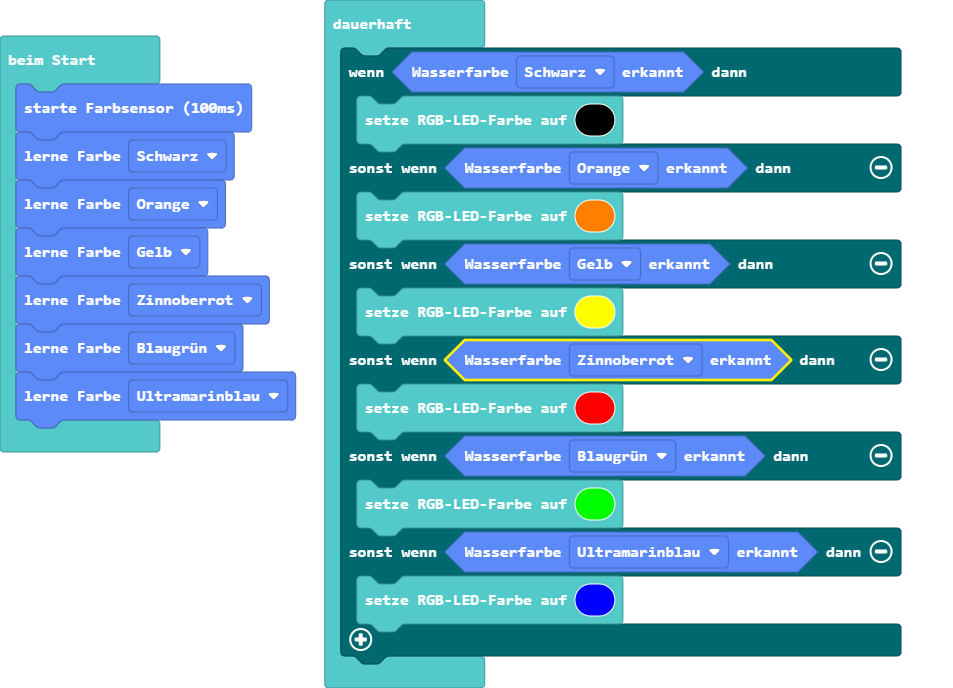 beim Start
starte Farbsensor (100ms)
lerne Farbe Schwarz
lerne Farbe Orange
lerne Farbe Gelb
lerne Farbe Zinnoberrot
lerne Farbe Blaugrün
lerne Farbe Ultramarinblau
dauerhaft
wenn Wasserfarbe Schwarz erkannt dann
setze RGB-LED-Farbe auf
sonst wenn Wasserfarbe Orange erkannt dann
setze RGB-LED-Farbe auf
sonst wenn Wasserfarbe Gelb erkannt dann
setze RGB-LED-Farbe auf
sonst wenn Wasserfarbe Zinnoberrot erkannt dann
setze RGB-LED-Farbe auf
sonst wenn Wasserfarbe Blaugrün erkannt dann
setze RGB-LED-Farbe auf
sonst wenn Wasserfarbe Ultramarinblau erkannt dann
setze RGB-LED-Farbe auf